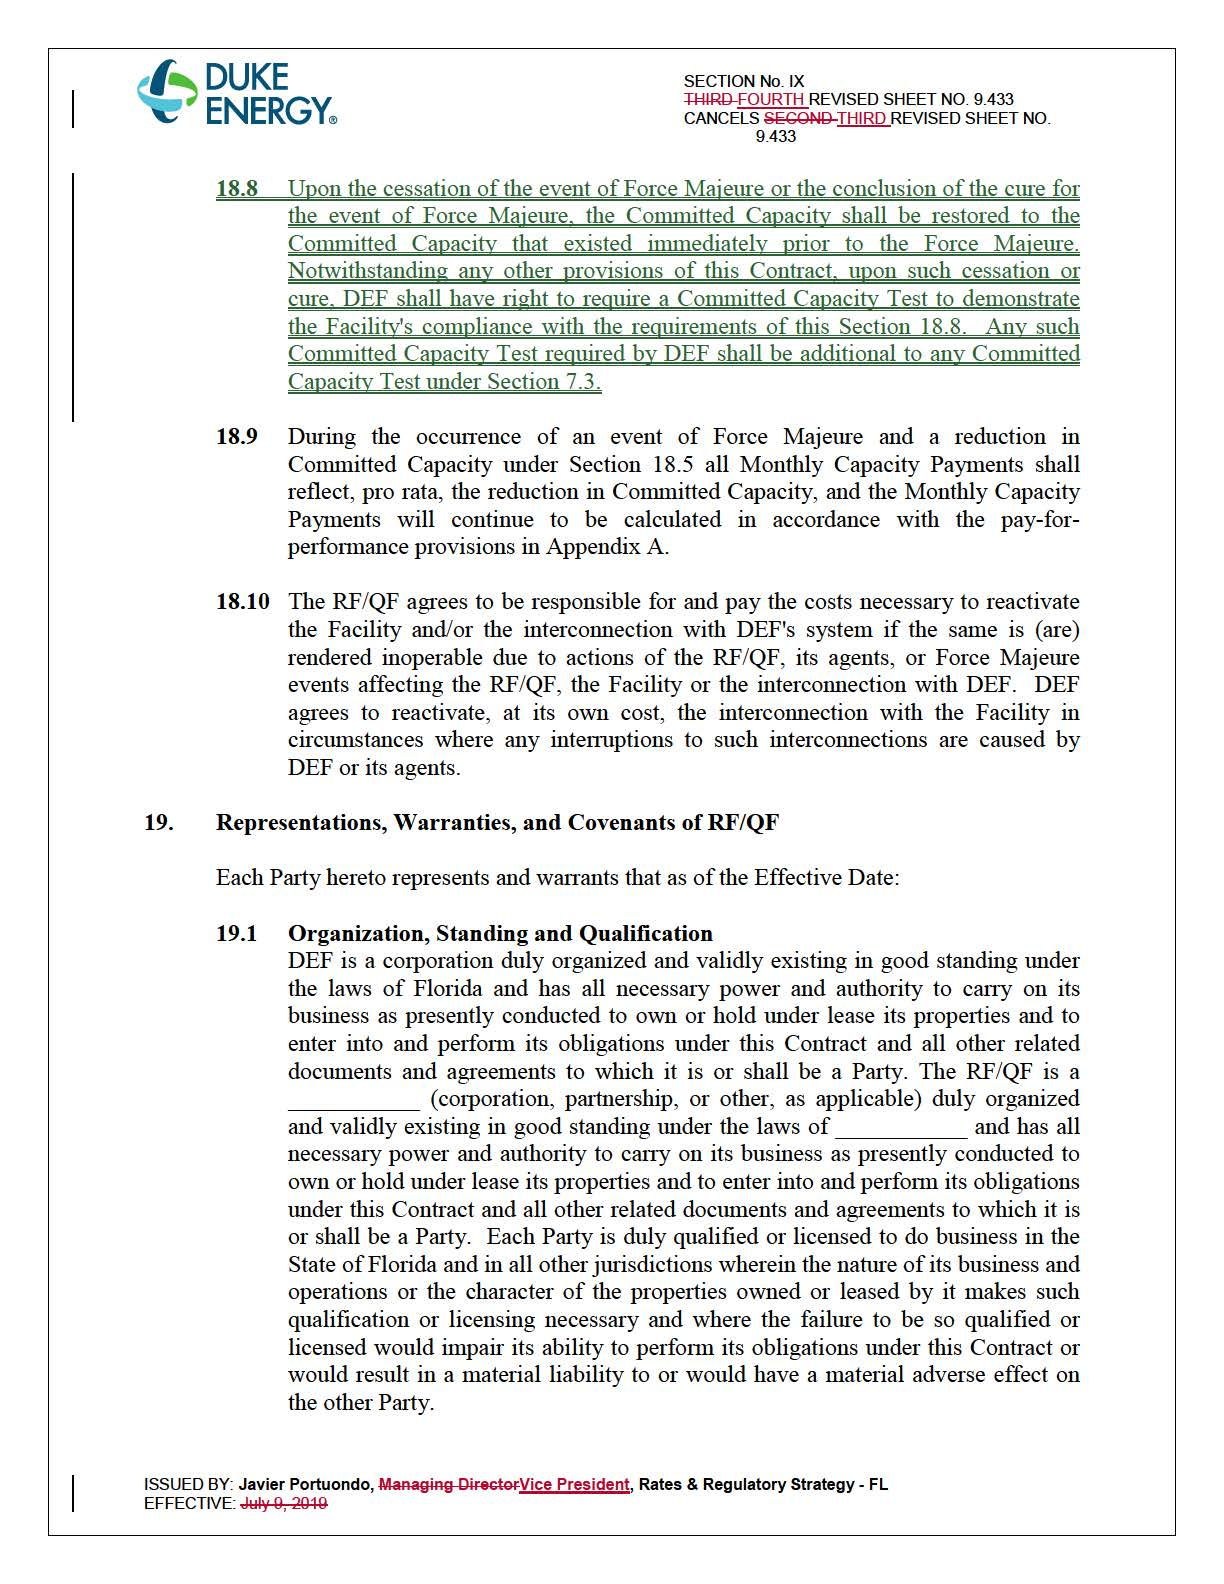 DUKE
ENERGY®
SECTION No. IX
THIRD FOURTH REVISED SHEET NO. 9.433
CANCELS SECOND THIRD REVISED SHEET NO.
9.433
18.8 Upon the cessation of the event of Force Majeure or the conclusion of the cure for
the event of Force Majeure, the Committed Capacity shall be restored to the
Committed Capacity that existed immediately prior to the Force Majeure.
Notwithstanding any other provisions of this Contract, upon such cessation or
cure, DEF shall have right to require a Committed Capacity Test to demonstrate
the Facility's compliance with the requirements of this Section 18.8. Any such
Committed Capacity Test required by DEF shall be additional to any Committed
Capacity Test under Section 7.3.
18.9 During the occurrence of an event of Force Majeure and a reduction in
Committed Capacity under Section 18.5 all Monthly Capacity Payments shall
reflect, pro rata, the reduction in Committed Capacity, and the Monthly Capacity
Payments will continue to be calculated in accordance with the pay-for-
performance provisions in Appendix A.
18.10 The RF/QF agrees to be responsible for and pay the costs necessary to reactivate
the Facility and/or the interconnection with DEF's system if the same is (are)
rendered inoperable due to actions of the RF/QF, its agents, or Force Majeure
events affecting the RF/QF, the Facility or the interconnection with DEF. DEF
agrees to reactivate, at its own cost, the interconnection with the Facility in
circumstances where any interruptions to such interconnections are caused by
DEF or its agents.
19. Representations, Warranties, and Covenants of RF/QF
Each Party hereto represents and warrants that as of the Effective Date:
19.1 Organization, Standing and Qualification
DEF is a corporation duly organized and validly existing in good standing under
the laws of Florida and has all necessary power and authority to carry on its
business as presently conducted to own or hold under lease its properties and to
enter into and perform its obligations under this Contract and all other related
documents and agreements to which it is or shall be a Party. The RF/QF is a
___________ (corporation, partnership, or other, as applicable) duly organized
and validly existing in good standing under the laws of ___________ and has all
necessary power and authority to carry on its business as presently conducted to
own or hold under lease its properties and to enter into and perform its obligations
under this Contract and all other related documents and agreements to which it is
or shall be a Party. Each Party is duly qualified or licensed to do business in the
State of Florida and in all other jurisdictions wherein the nature of its business and
operations or the character of the properties owned or leased by it makes such
qualification or licensing necessary and where the failure to be so qualified or
licensed would impair its ability to perform its obligations under this Contract or
would result in a material liability to or would have a material adverse effect on
the other Party.
ISSUED BY: Javier Portuondo, Managing DirectorVice President, Rates & Regulatory Strategy - FL
EFFECTIVE: July 9, 2019